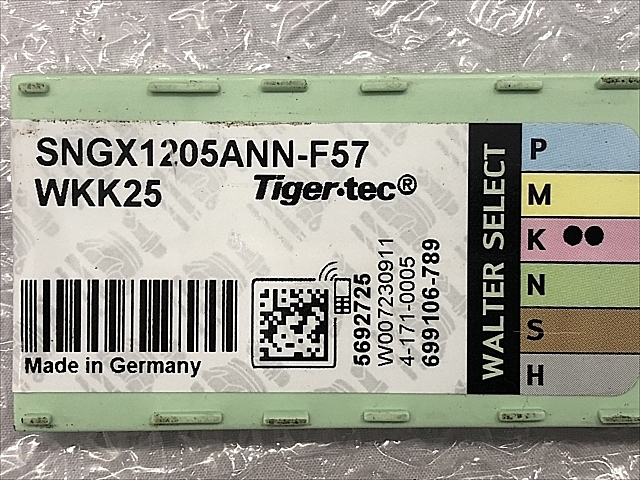 SNGX1205ANN-F57
WKK25 Tiger·tec®
Made in Germany
5692725
W007230911
4-171-0005
699106-789
WALTER SELECT
P
M
K ●●
N
S
H